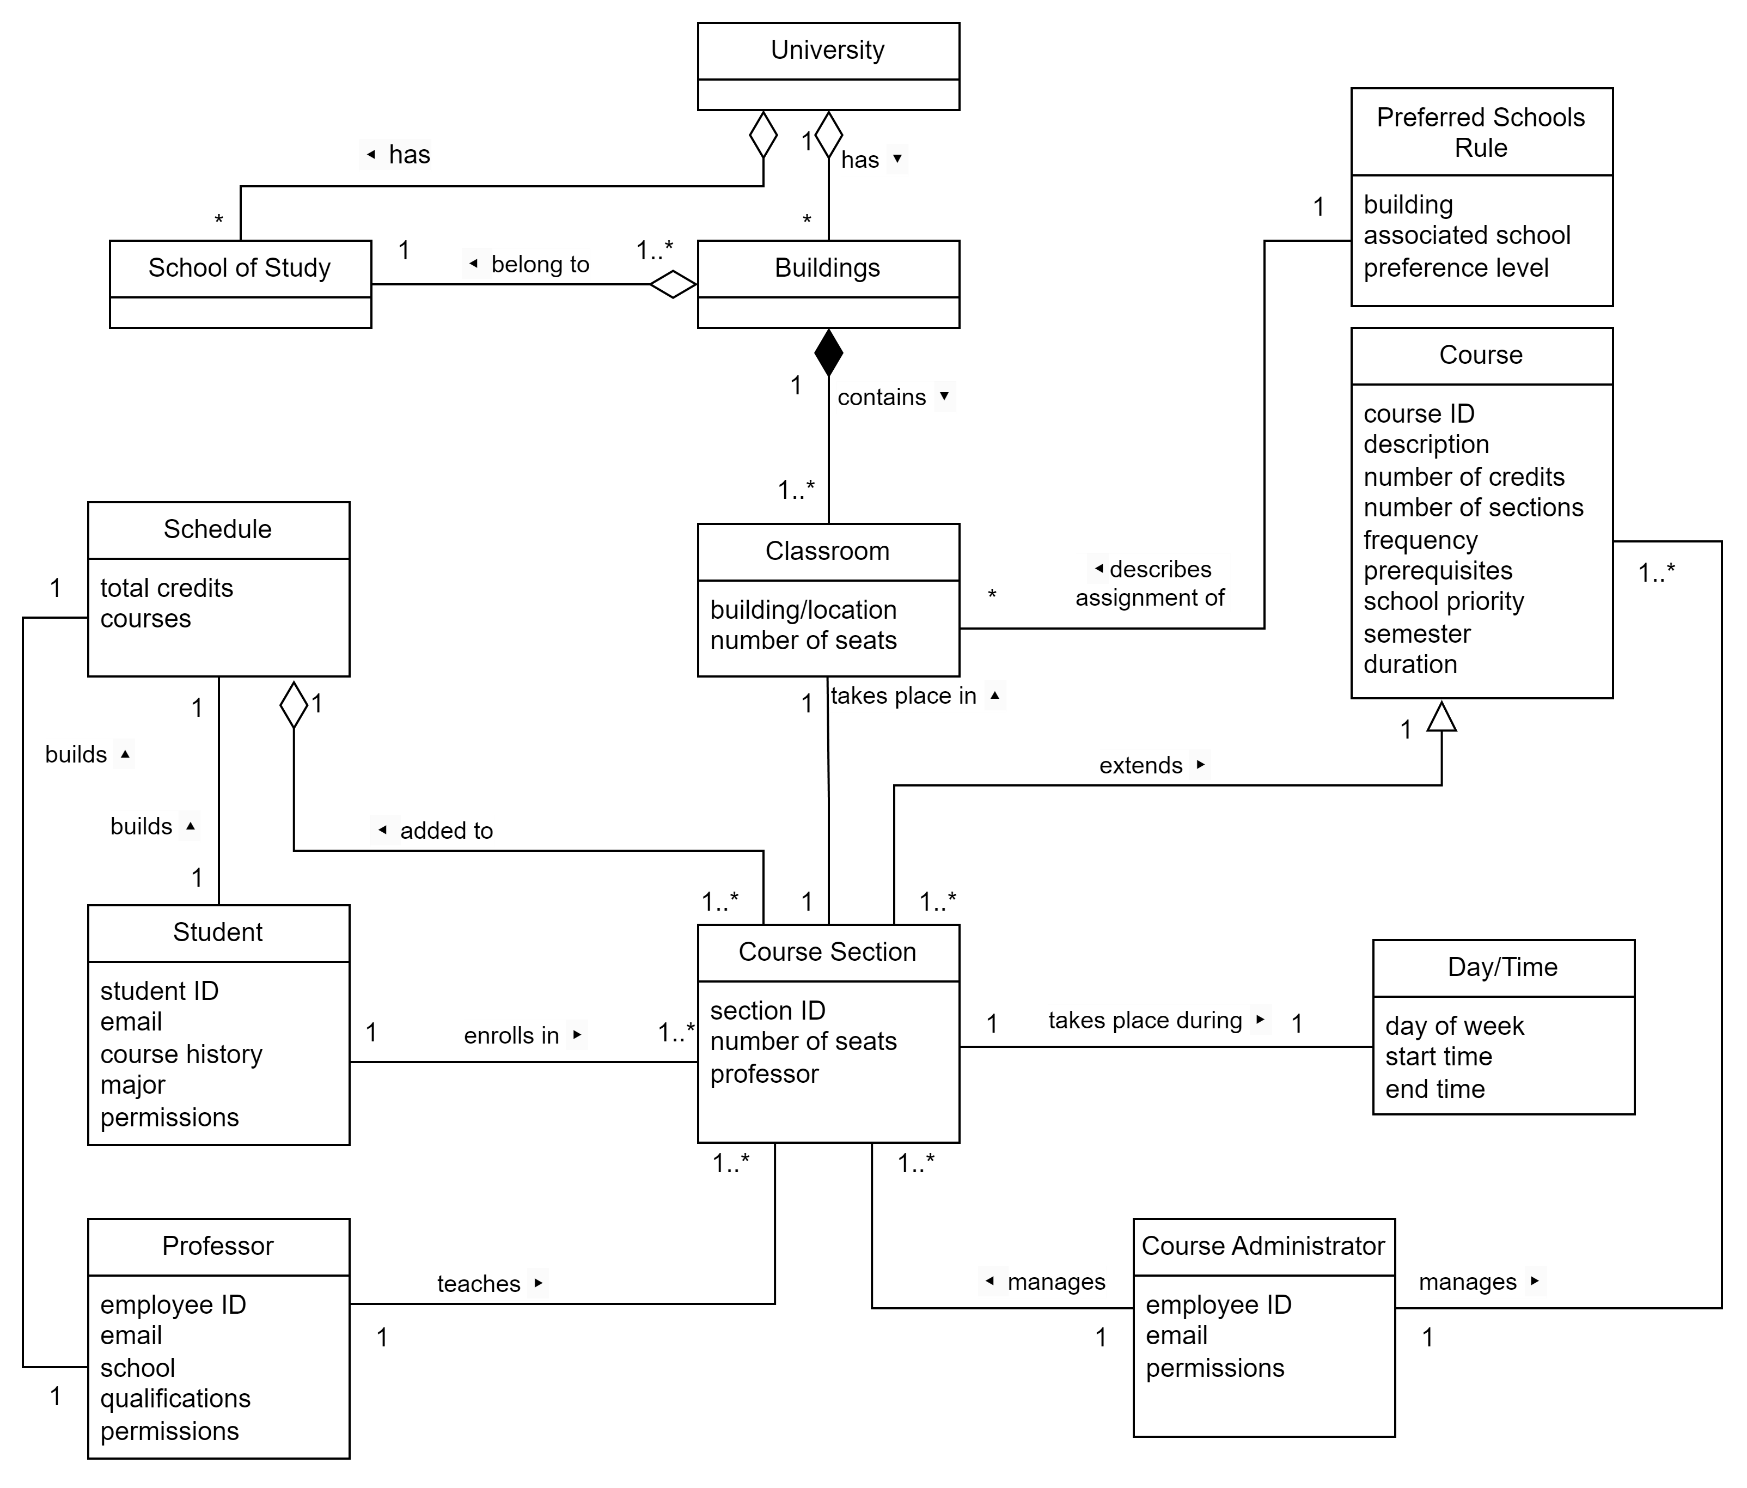 University
1
◄ has
has ▼
*
*
Preferred Schools
Rule
building
associated school
preference level
1
School of Study
1
◄ belong to
1..*
Buildings
1
contains ▼
1..*
Course
course ID
description
number of credits
number of sections
frequency
prerequisites
school priority
semester
duration
1..*
Schedule
total credits
courses
1
Classroom
building/location
number of seats
*
◄ describes
assignment of
1
1
1
takes place in ▲
1
builds ▲
extends ►
builds ▲
◄ added to
1
1..*
1
1..*
Student
student ID
email
course history
major
permissions
1
enrolls in ►
1..*
Course Section
section ID
number of seats
professor
1
takes place during ►
1
Day/Time
day of week
start time
end time
1..*
1..*
Professor
employee ID
email
school
qualifications
permissions
teaches ►
1
1
◄ manages
1
Course Administrator
employee ID
email
permissions
manages ►
1